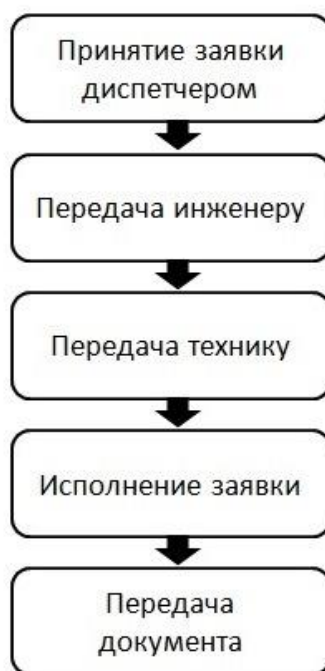 Принятие заявки
диспетчером
Передача инженеру
Передача технику
Исполнение заявки
Передача
документа